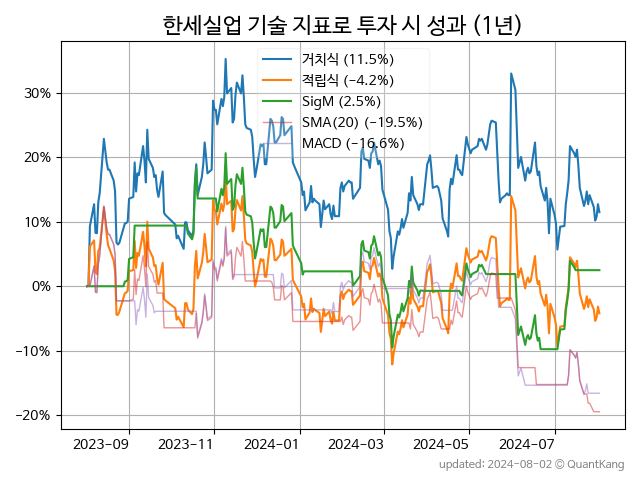 한세실업 기술 지표로 투자 시 성과 (1년)
거치식 (11.5%)
적립식 (-4.2%)
SigM (2.5%)
SMA(20) (-19.5%)
MACD (-16.6%)
30%
20%
10%
0%
-10%
-20%
2023-09 2023-11 2024-01 2024-03 2024-05 2024-07
updated: 2024-08-02 © QuantKang